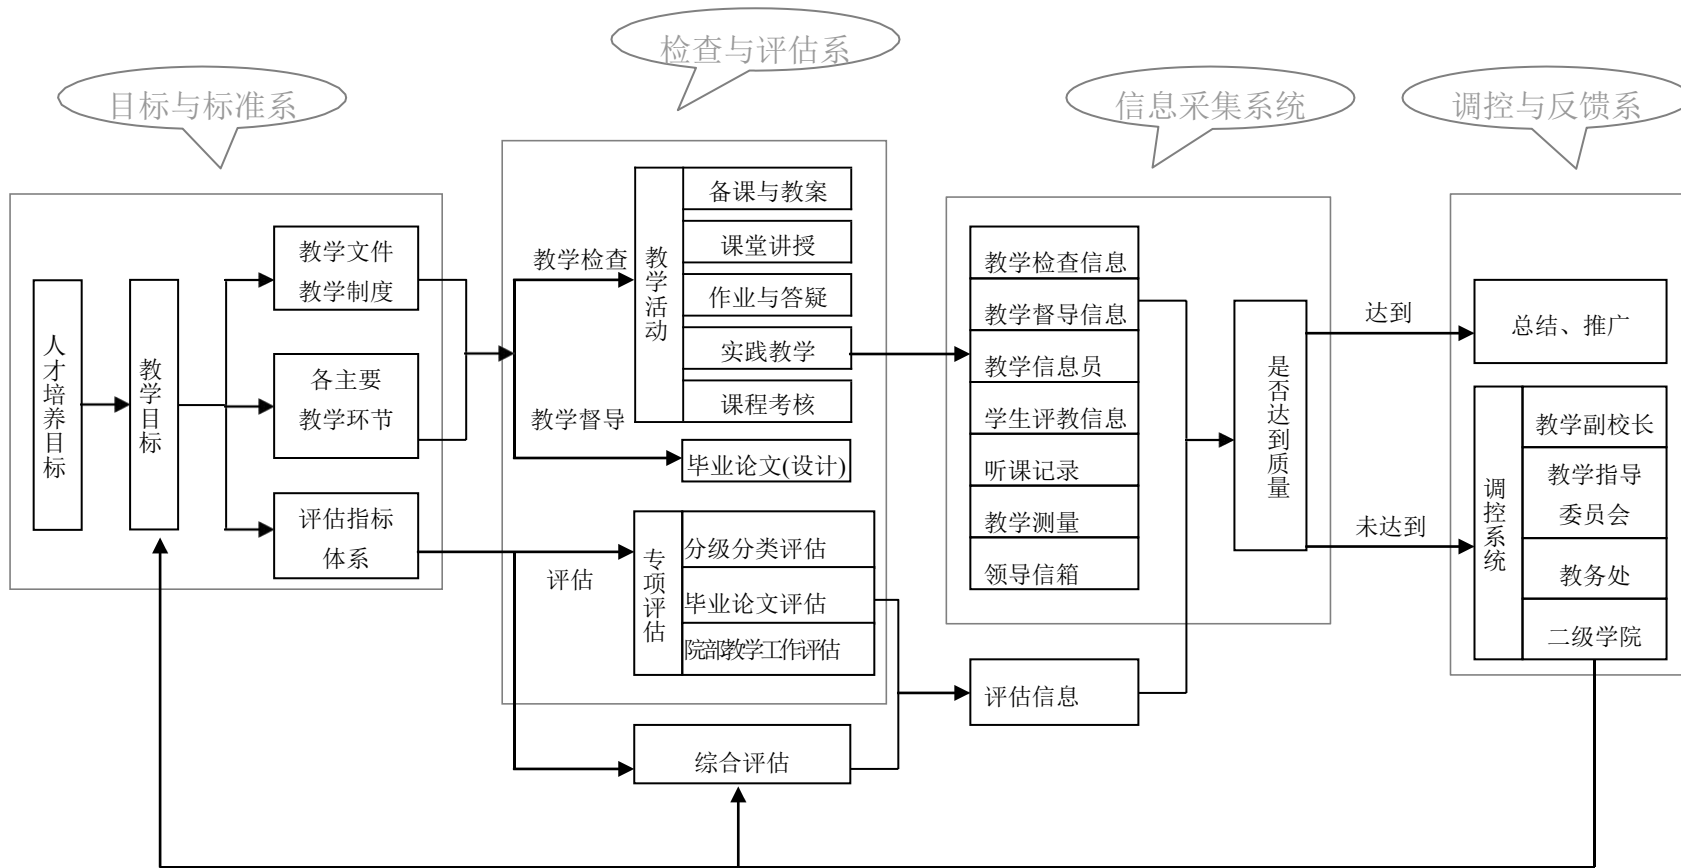 检查与评估系
目标与标准系
信息采集系统
调控与反馈系
人才培养目标
教学目标
教学文件
教学制度
各主要
教学环节
评估指标
体系
教学检查
教学督导
评估
教学活动
备课与教案
课堂讲授
作业与答疑
实践教学
课程考核
毕业论文(设计)
专项评估
分级分类评估
毕业论文评估
院部教学工作评估
综合评估
教学检查信息
教学督导信息
教学信息员
学生评教信息
听课记录
教学测量
领导信箱
评估信息
是否达到质量
达到
未达到
总结、推广
调控系统
教学副校长
教学指导
委员会
教务处
二级学院